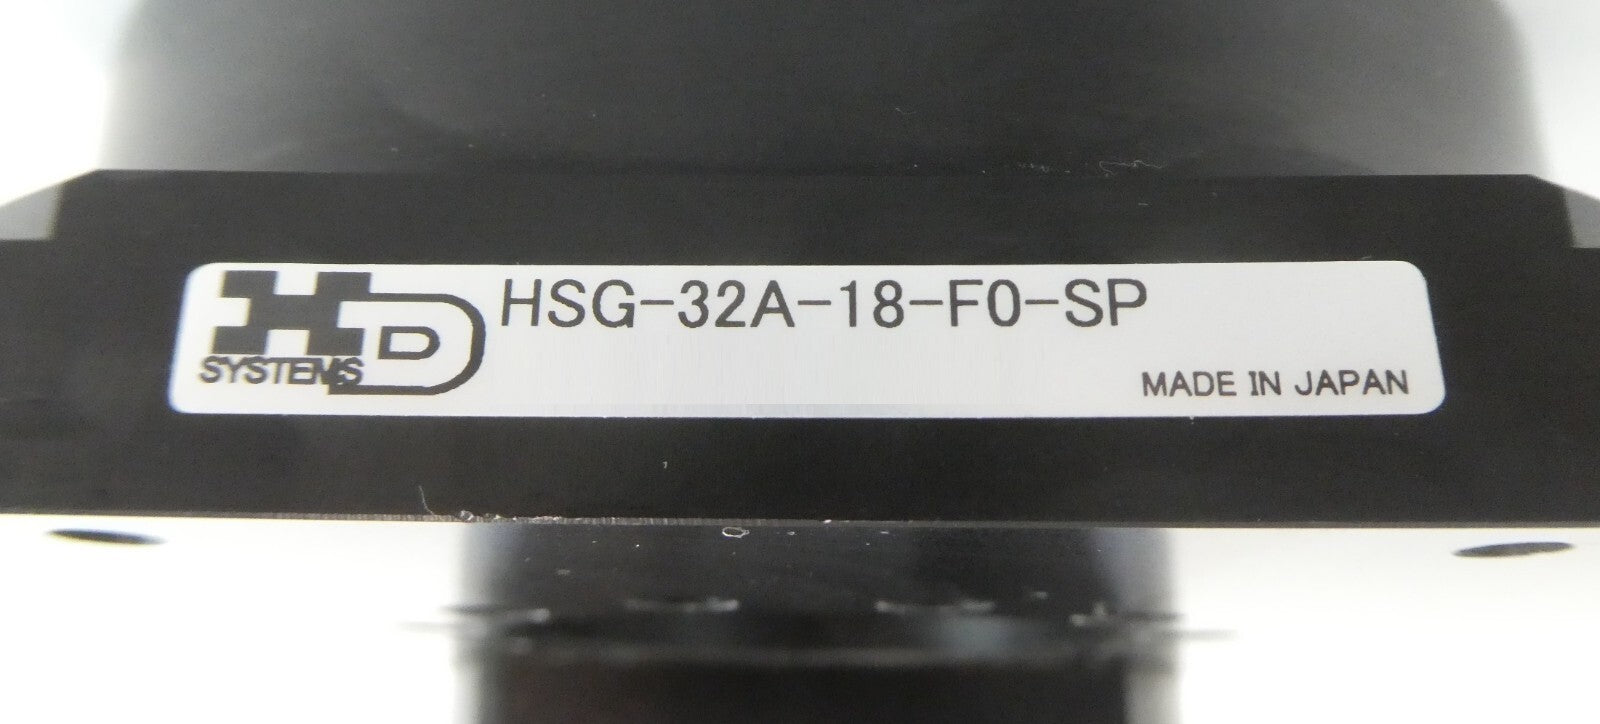 HD
SYSTEMS
HSG-32A-18-F0-SP
MADE IN JAPAN